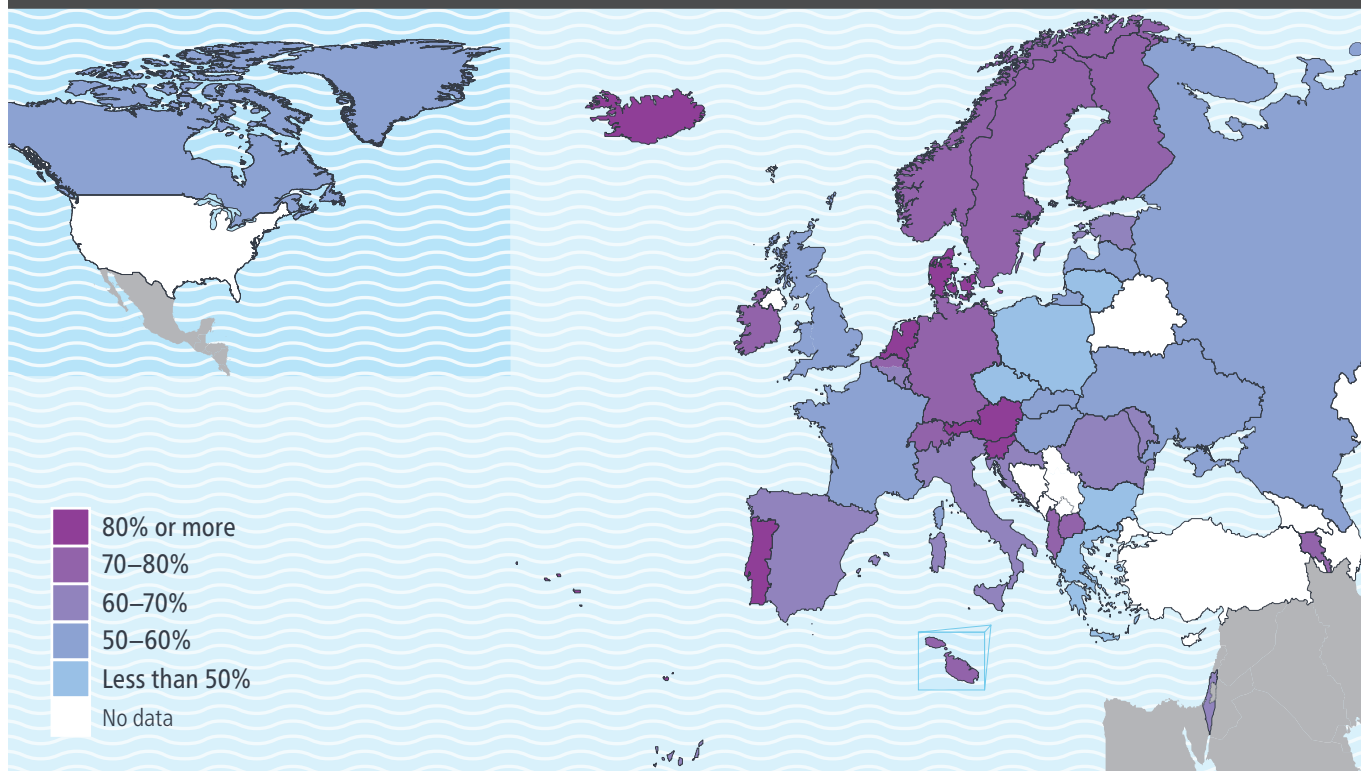 80% or more
70–80%
60–70%
50–60%
Less than 50%
No data